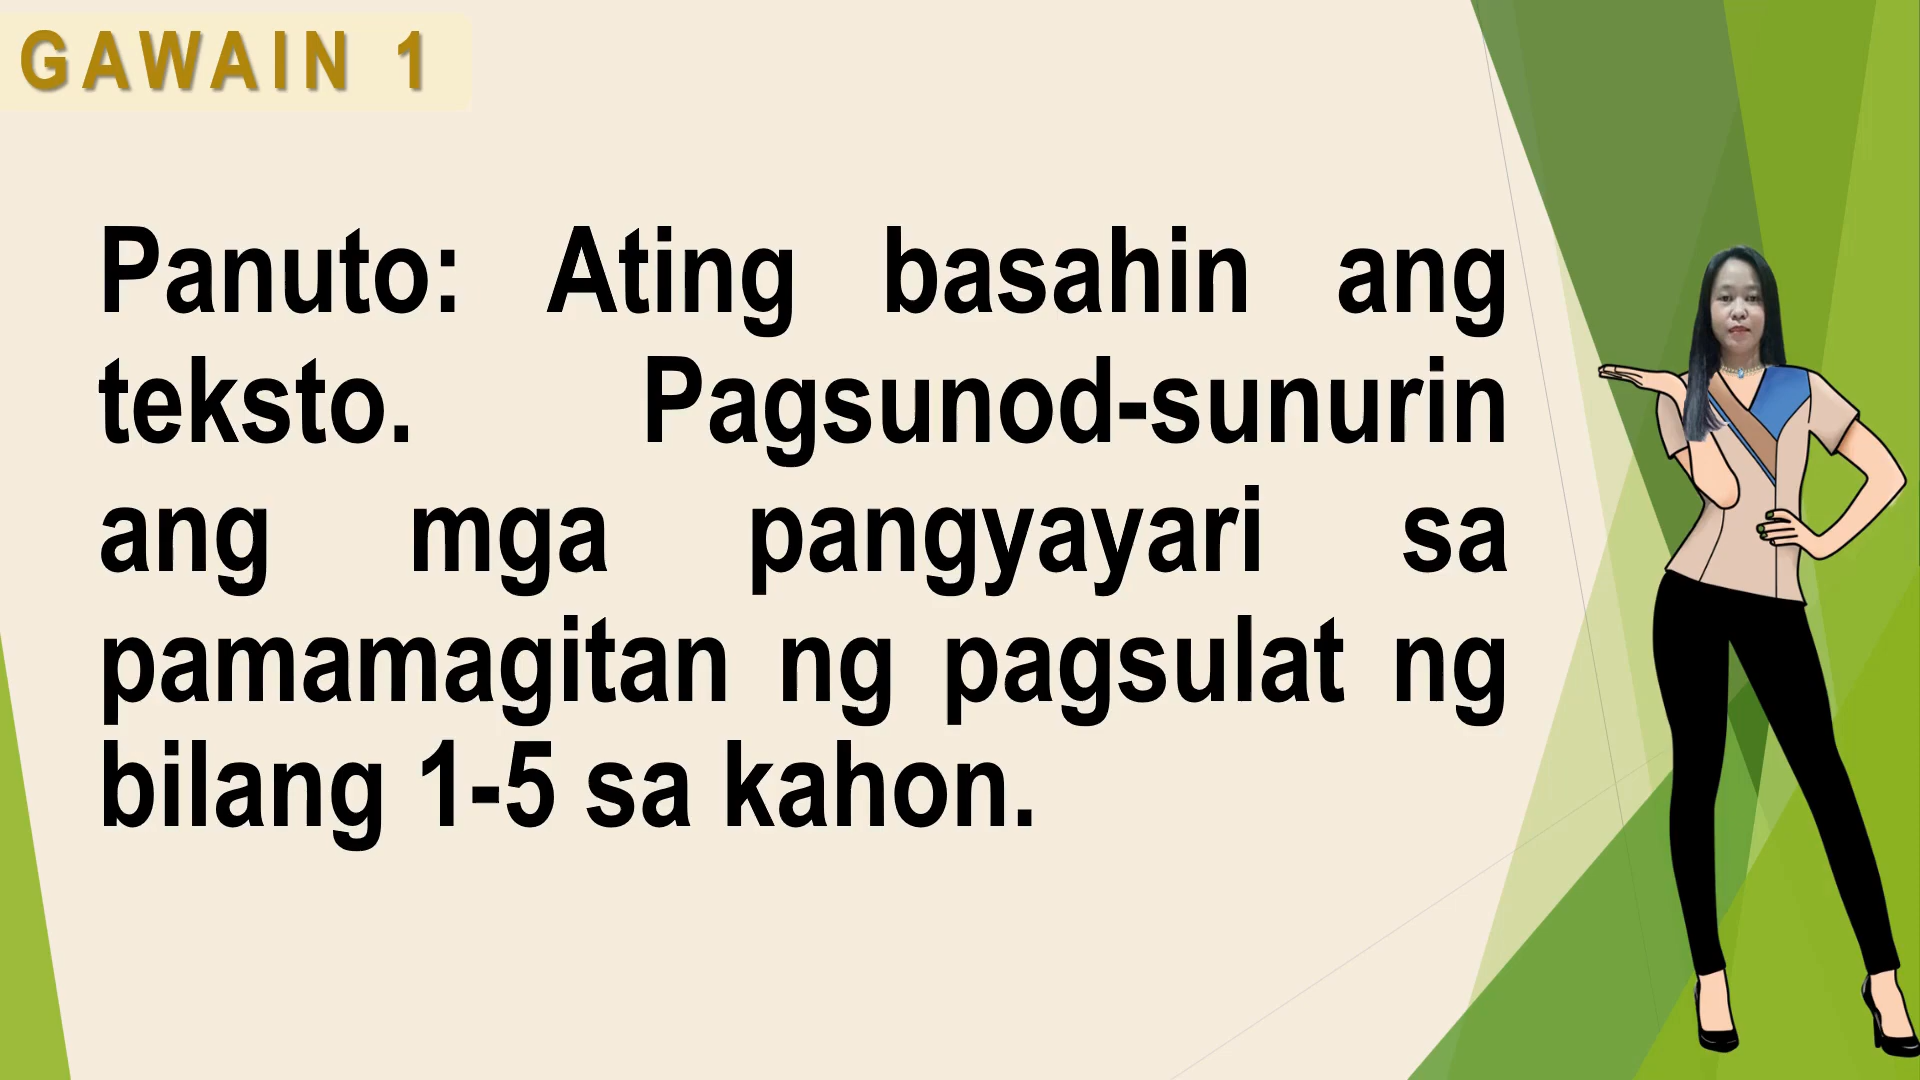 GAWAIN 1
Panuto: Ating basahin ang
teksto. Pagsunod-sunurin
ang mga pangyayari sa
pamamagitan ng pagsulat ng
bilang 1-5 sa kahon.